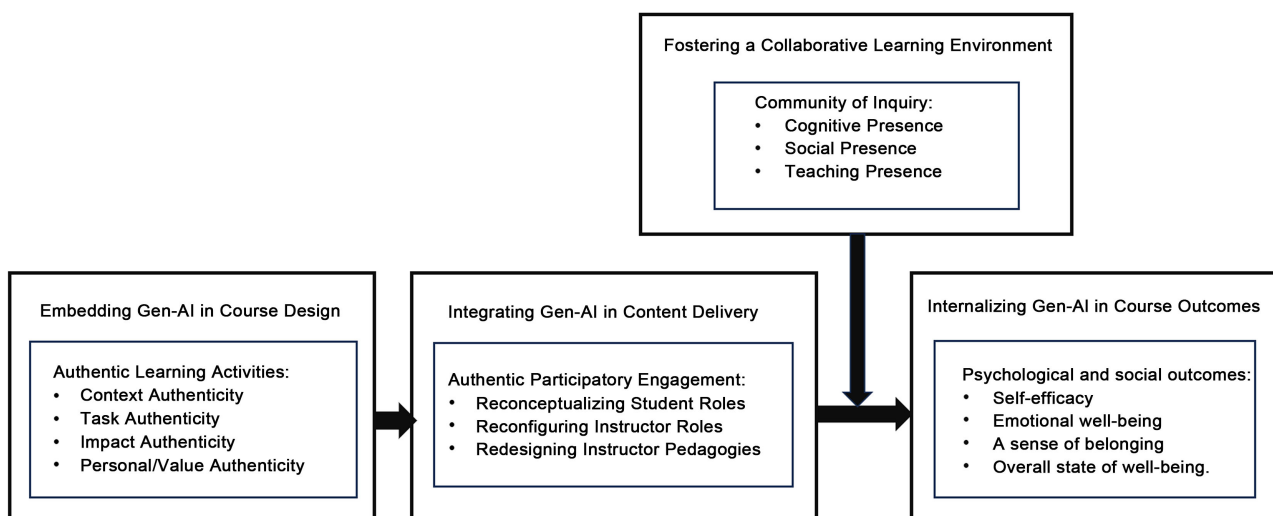 Fostering a Collaborative Learning Environment
Community of Inquiry:
• Cognitive Presence
• Social Presence
• Teaching Presence
Embedding Gen-AI in Course Design
Authentic Learning Activities:
• Context Authenticity
• Task Authenticity
• Impact Authenticity
• Personal/Value Authenticity
Integrating Gen-AI in Content Delivery
Authentic Participatory Engagement:
• Reconceptualizing Student Roles
• Reconfiguring Instructor Roles
• Redesigning Instructor Pedagogies
Internalizing Gen-AI in Course Outcomes
Psychological and social outcomes:
• Self-efficacy
• Emotional well-being
• A sense of belonging
• Overall state of well-being.